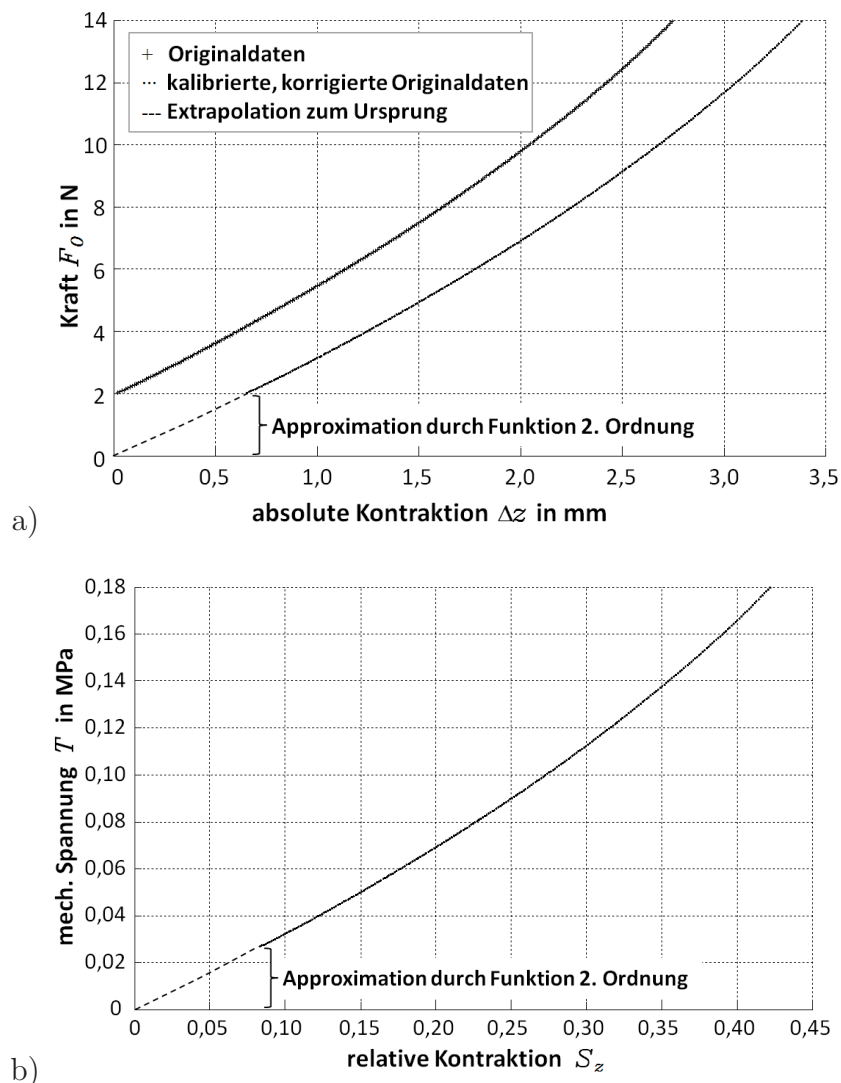 14
12
10
8
6
4
2
0
Kraft F₀ in N
+ Originaldaten
··· kalibrierte, korrigierte Originaldaten
--- Extrapolation zum Ursprung
Approximation durch Funktion 2. Ordnung
0 0,5 1,0 1,5 2,0 2,5 3,0 3,5
absolute Kontraktion Δz in mm
a)
0,18
0,16
0,14
0,12
0,10
0,08
0,06
0,04
0,02
0
mech. Spannung T in MPa
Approximation durch Funktion 2. Ordnung
0 0,05 0,10 0,15 0,20 0,25 0,30 0,35 0,40 0,45
relative Kontraktion S_z
b)